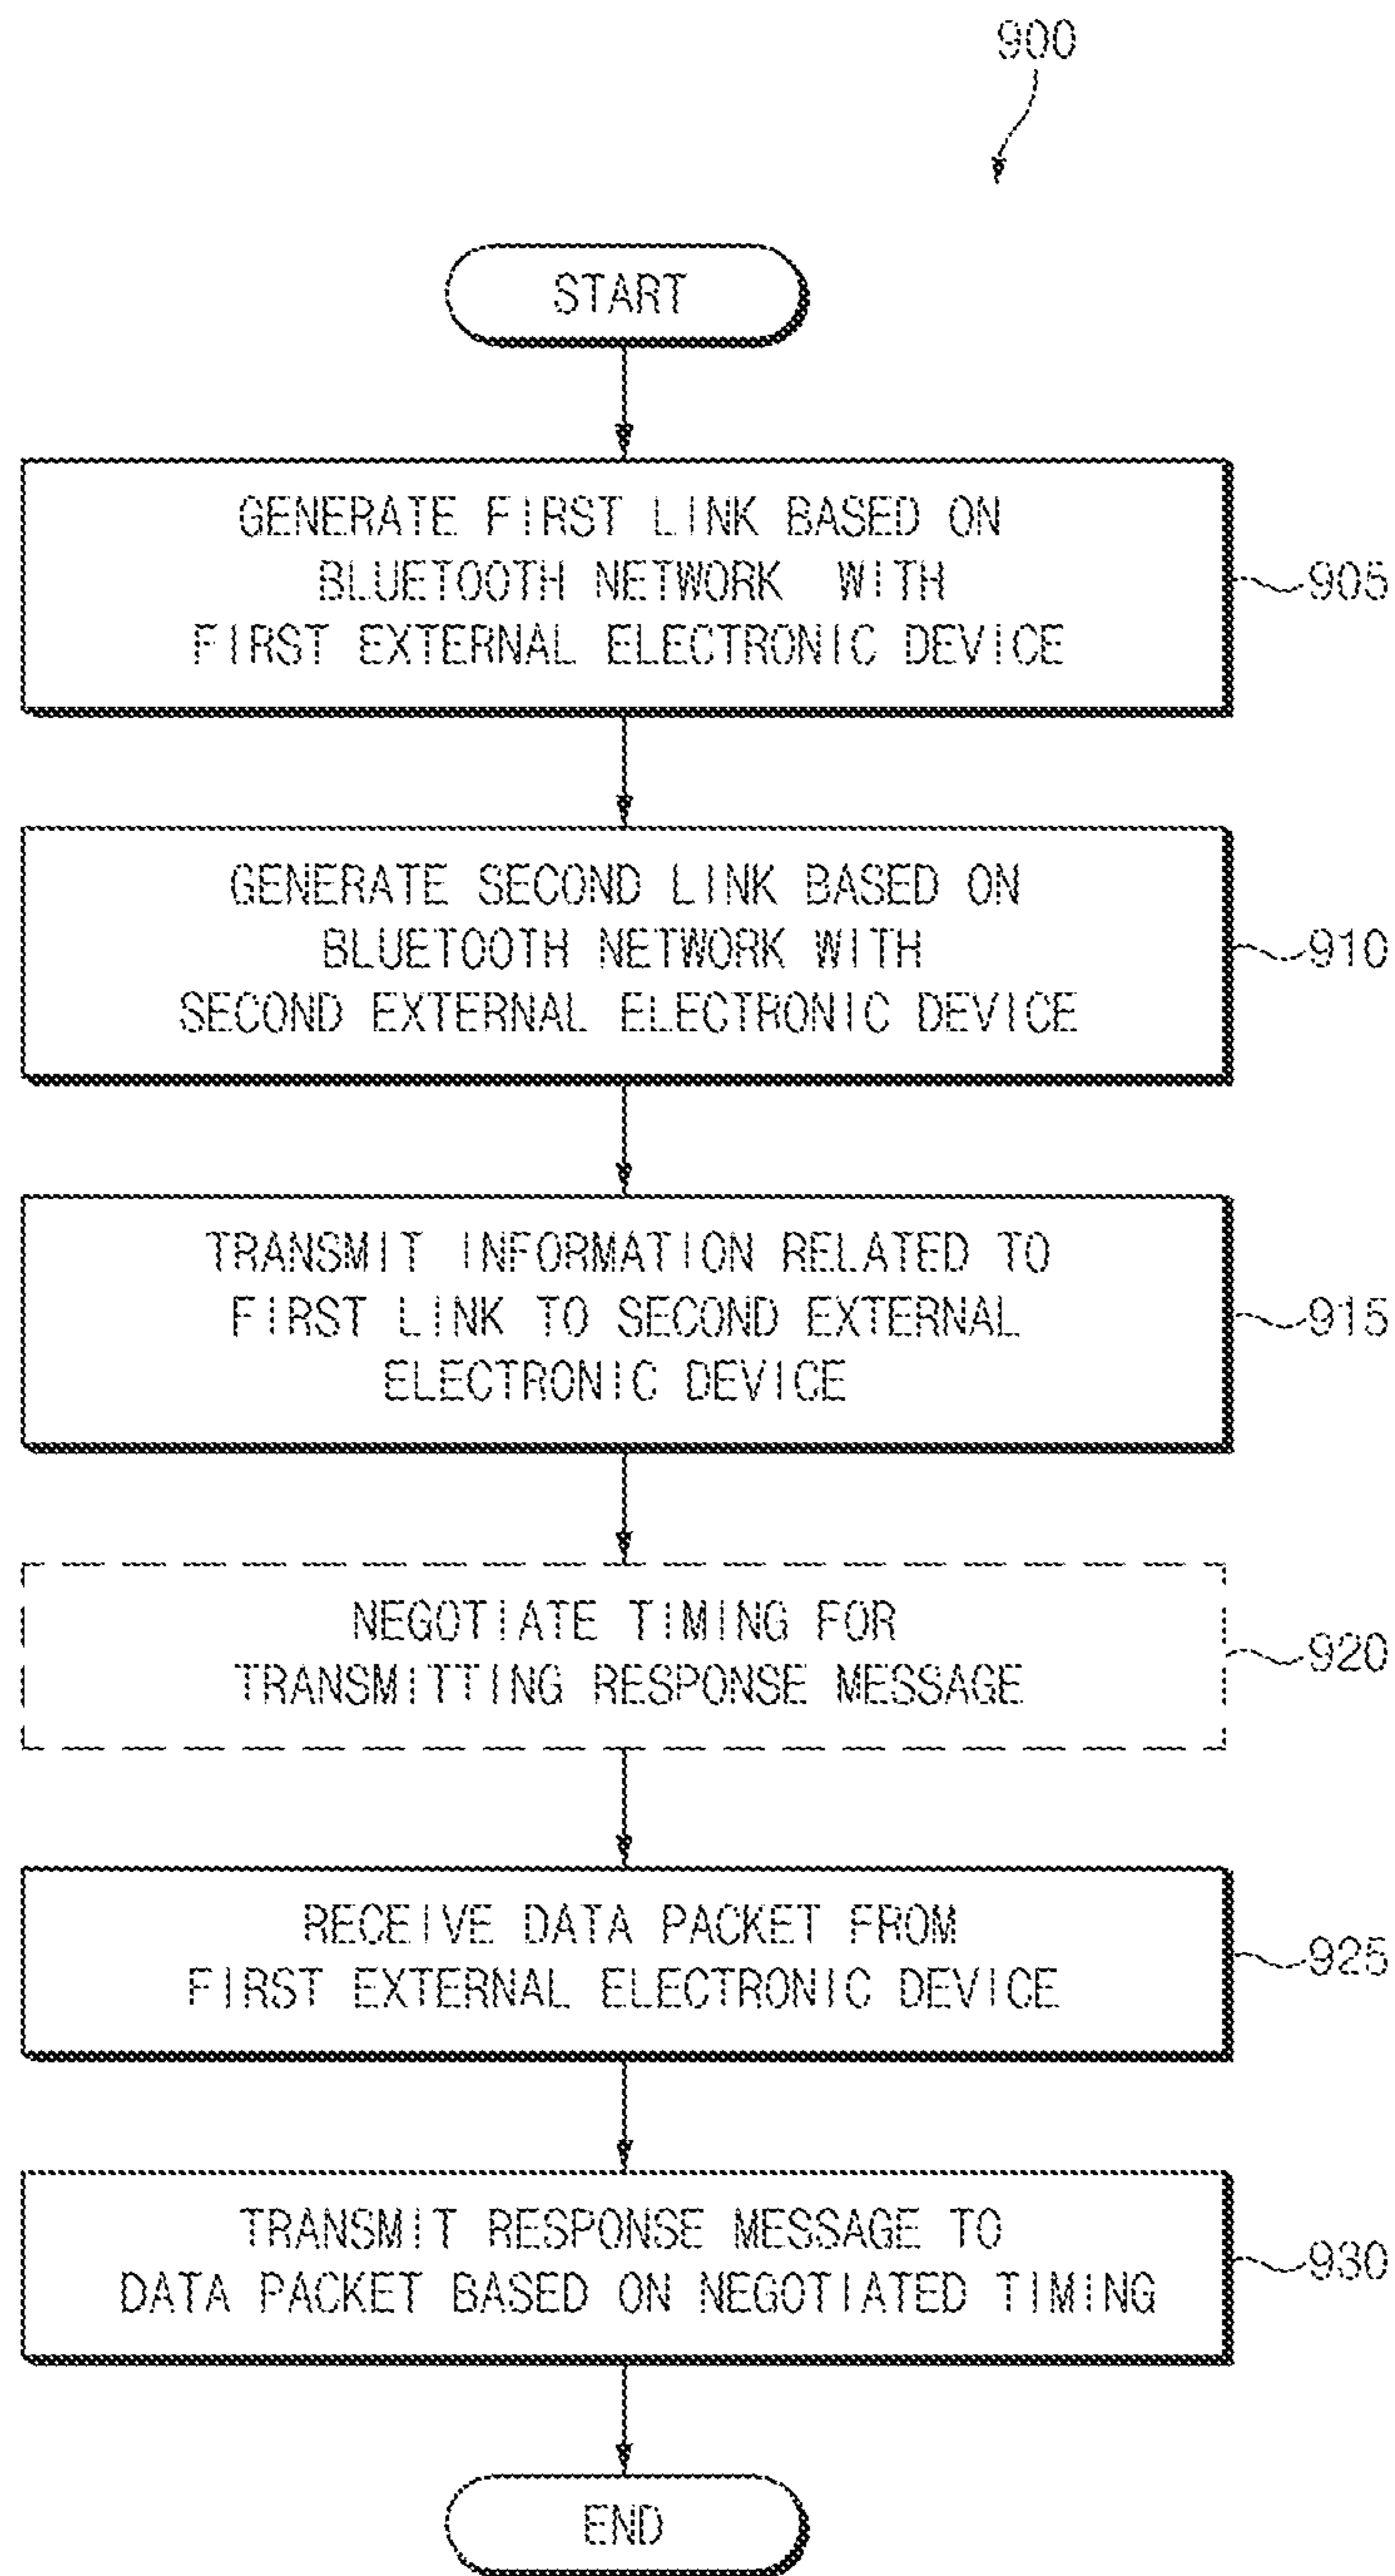 900
START
GENERATE FIRST LINK BASED ON
BLUETOOTH NETWORK WITH
FIRST EXTERNAL ELECTRONIC DEVICE
905
GENERATE SECOND LINK BASED ON
BLUETOOTH NETWORK WITH
SECOND EXTERNAL ELECTRONIC DEVICE
910
TRANSMIT INFORMATION RELATED TO
FIRST LINK TO SECOND EXTERNAL
ELECTRONIC DEVICE
915
NEGOTIATE TIMING FOR
TRANSMITTING RESPONSE MESSAGE
920
RECEIVE DATA PACKET FROM
FIRST EXTERNAL ELECTRONIC DEVICE
925
TRANSMIT RESPONSE MESSAGE TO
DATA PACKET BASED ON NEGOTIATED TIMING
930
END